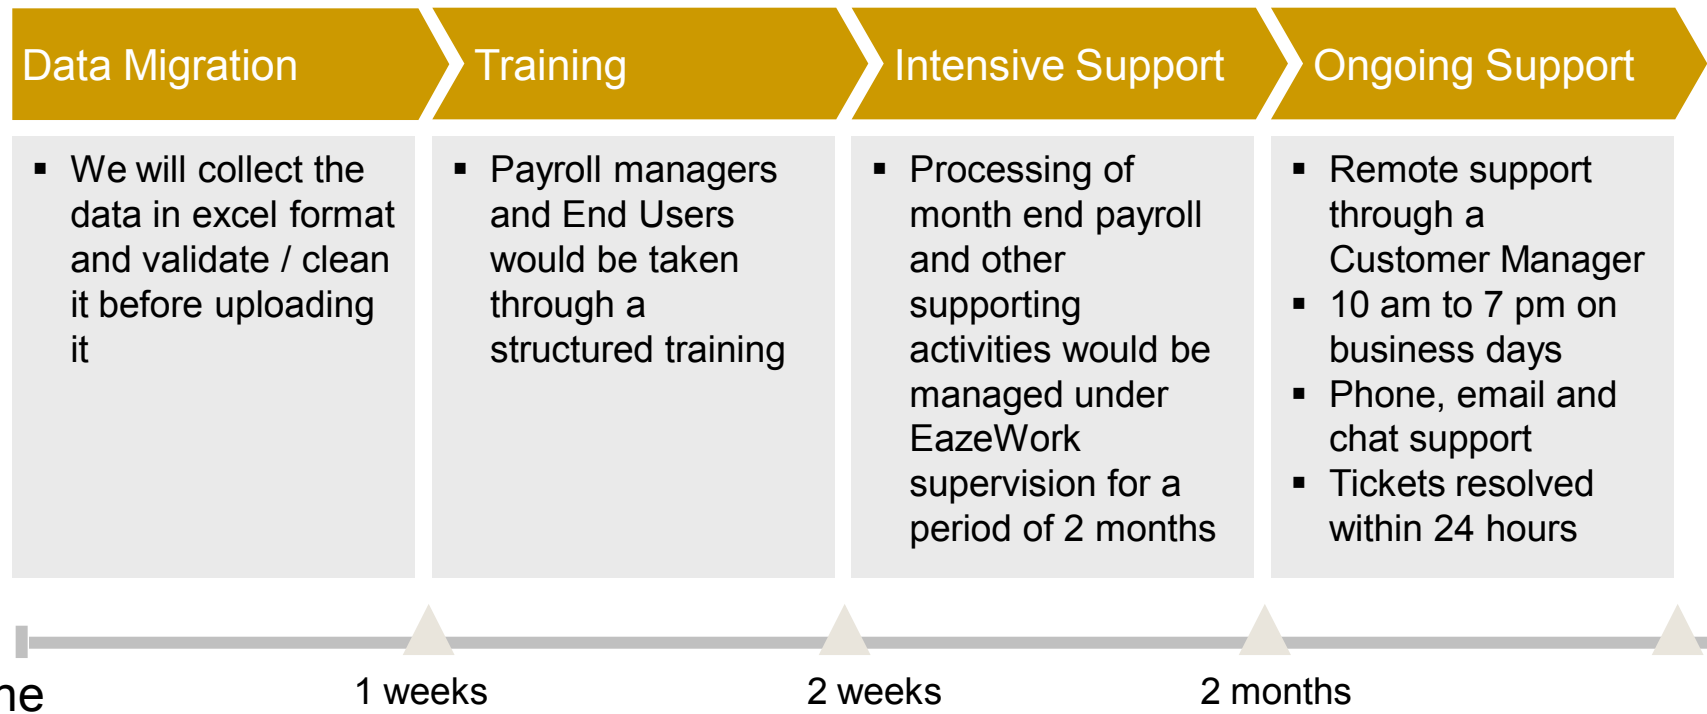 Data Migration
Training
Intensive Support
Ongoing Support
▪ We will collect the
data in excel format
and validate / clean
it before uploading
it
▪ Payroll managers
and End Users
would be taken
through a
structured training
▪ Processing of
month end payroll
and other
supporting
activities would be
managed under
EazeWork
supervision for a
period of 2 months
▪ Remote support
through a
Customer Manager
▪ 10 am to 7 pm on
business days
▪ Phone, email and
chat support
▪ Tickets resolved
within 24 hours
1 weeks
2 weeks
2 months